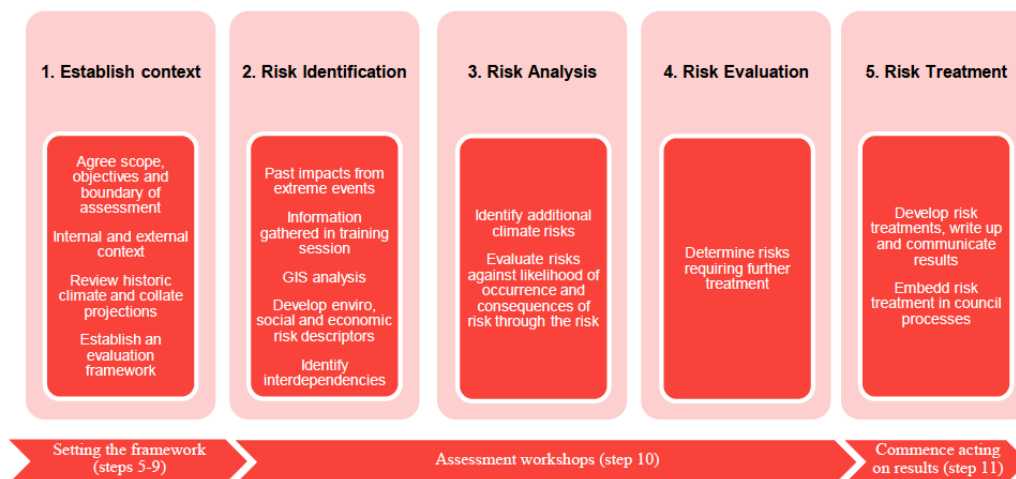 1. Establish context
Agree scope,
objectives and
boundary of
assessment
Internal and external
context
Review historic
climate and collate
projections
Establish an
evaluation
framework
2. Risk Identification
Past impacts from
extreme events
Information
gathered in training
session
GIS analysis
Develop enviro,
social and economic
risk descriptors
Identify
interdependencies
3. Risk Analysis
Identify additional
climate risks
Evaluate risks
against likelihood of
occurrence and
consequences of
risk through the risk
4. Risk Evaluation
Determine risks
requiring further
treatment
5. Risk Treatment
Develop risk
treatments, write up
and communicate
results
Embedd risk
treatment in council
processes
Setting the framework
(steps 5-9)
Assessment workshops (step 10)
Commence acting
on results (step 11)